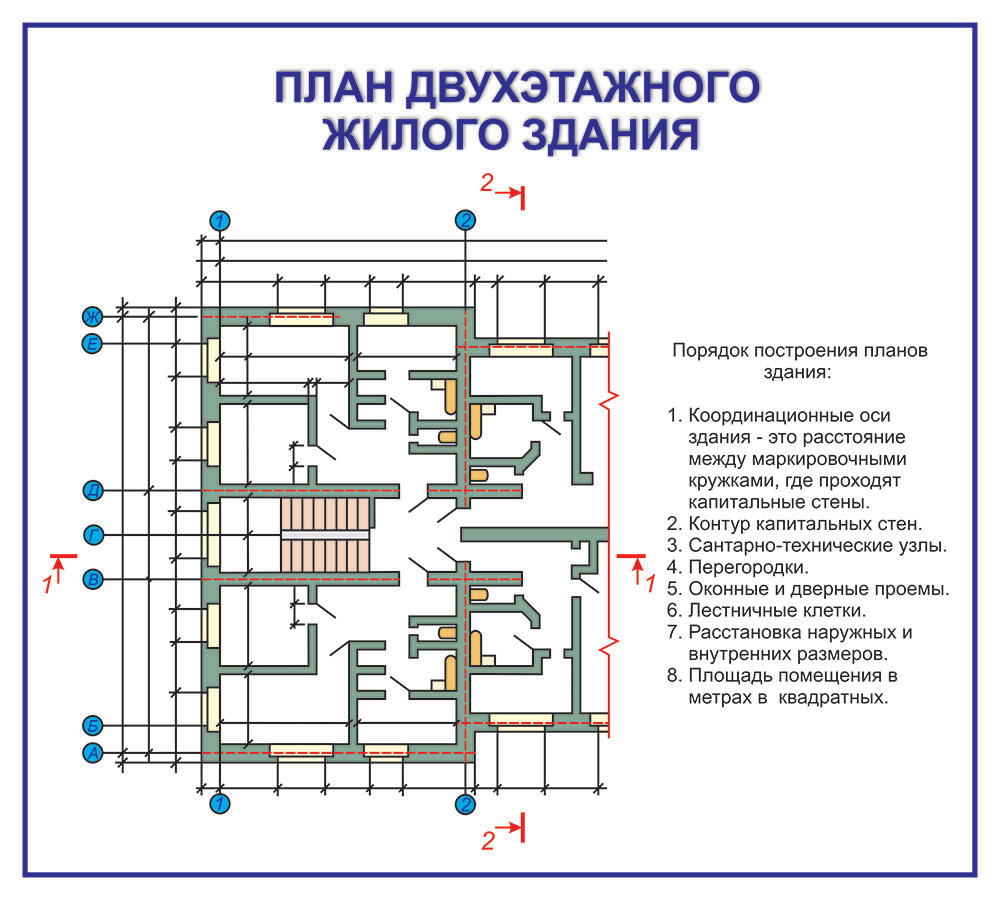 ПЛАН ДВУХЭТАЖНОГО
ЖИЛОГО ЗДАНИЯ
2
1
2
Ж
Е
Д
Г
В
Б
А
1
1
1
2
2
Порядок построения планов
здания:
1. Координационные оси
здания - это расстояние
между маркировочными
кружками, где проходят
капитальные стены.
2. Контур капитальных стен.
3. Сантарно-технические узлы.
4. Перегородки.
5. Оконные и дверные проемы.
6. Лестничные клетки.
7. Расстановка наружных и
внутренних размеров.
8. Площадь помещения в
метрах в квадратных.